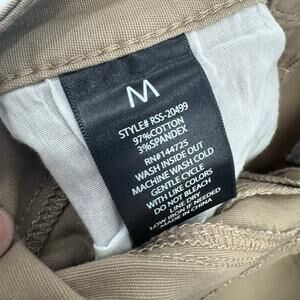 M
STYLE# RSS-20499
97%COTTON
3%SPANDEX
RN#144725
WASH INSIDE OUT
MACHINE WASH COLD
GENTLE CYCLE
WITH LIKE COLORS
DO NOT BLEACH
LINE DRY
LOW IRON IF NEEDED
MADE IN CHINA